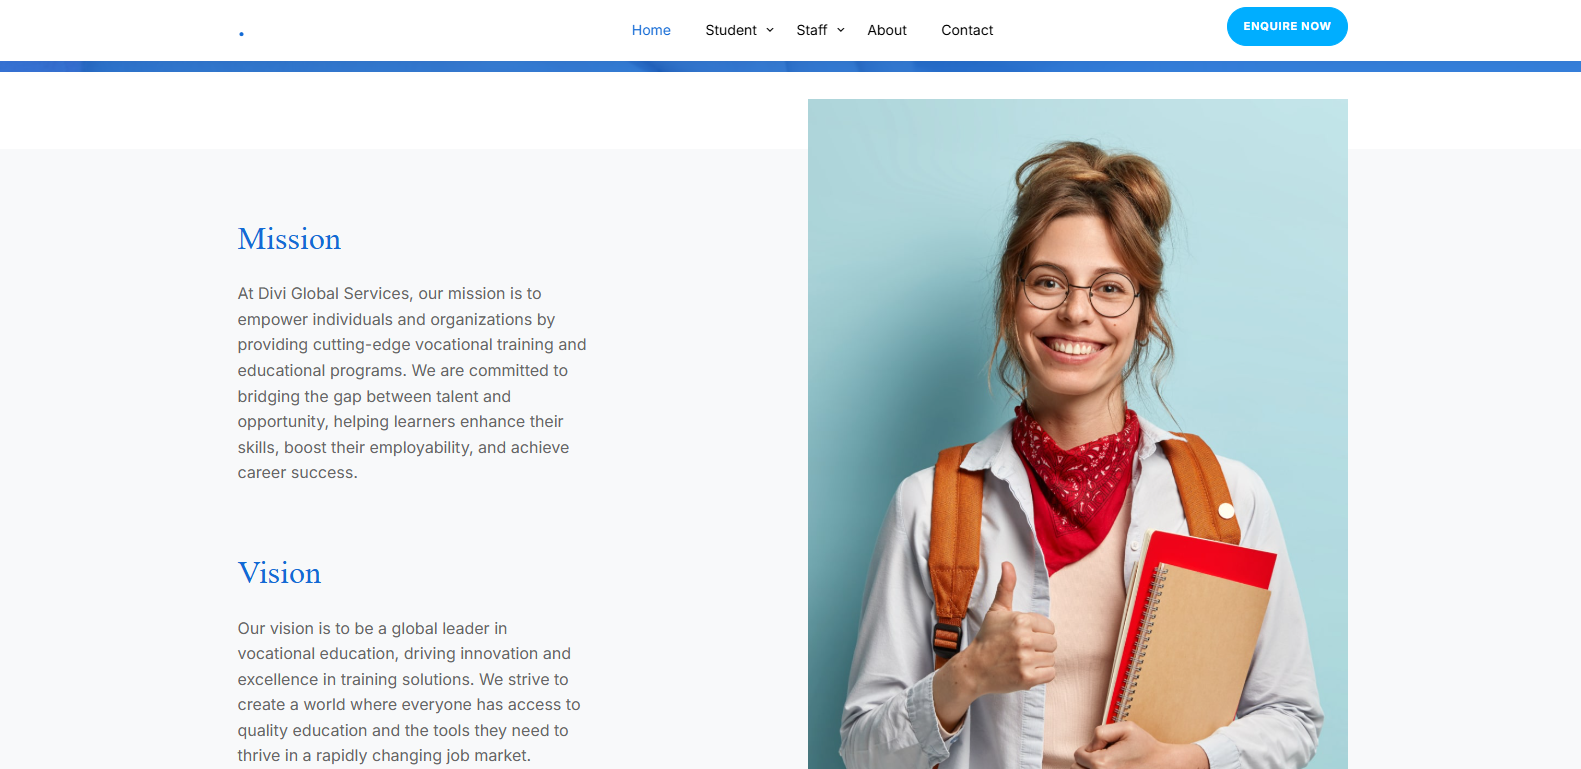 Home Student Staff About Contact ENQUIRE NOW
Mission
At Divi Global Services, our mission is to
empower individuals and organizations by
providing cutting-edge vocational training and
educational programs. We are committed to
bridging the gap between talent and
opportunity, helping learners enhance their
skills, boost their employability, and achieve
career success.
Vision
Our vision is to be a global leader in
vocational education, driving innovation and
excellence in training solutions. We strive to
create a world where everyone has access to
quality education and the tools they need to
thrive in a rapidly changing job market.